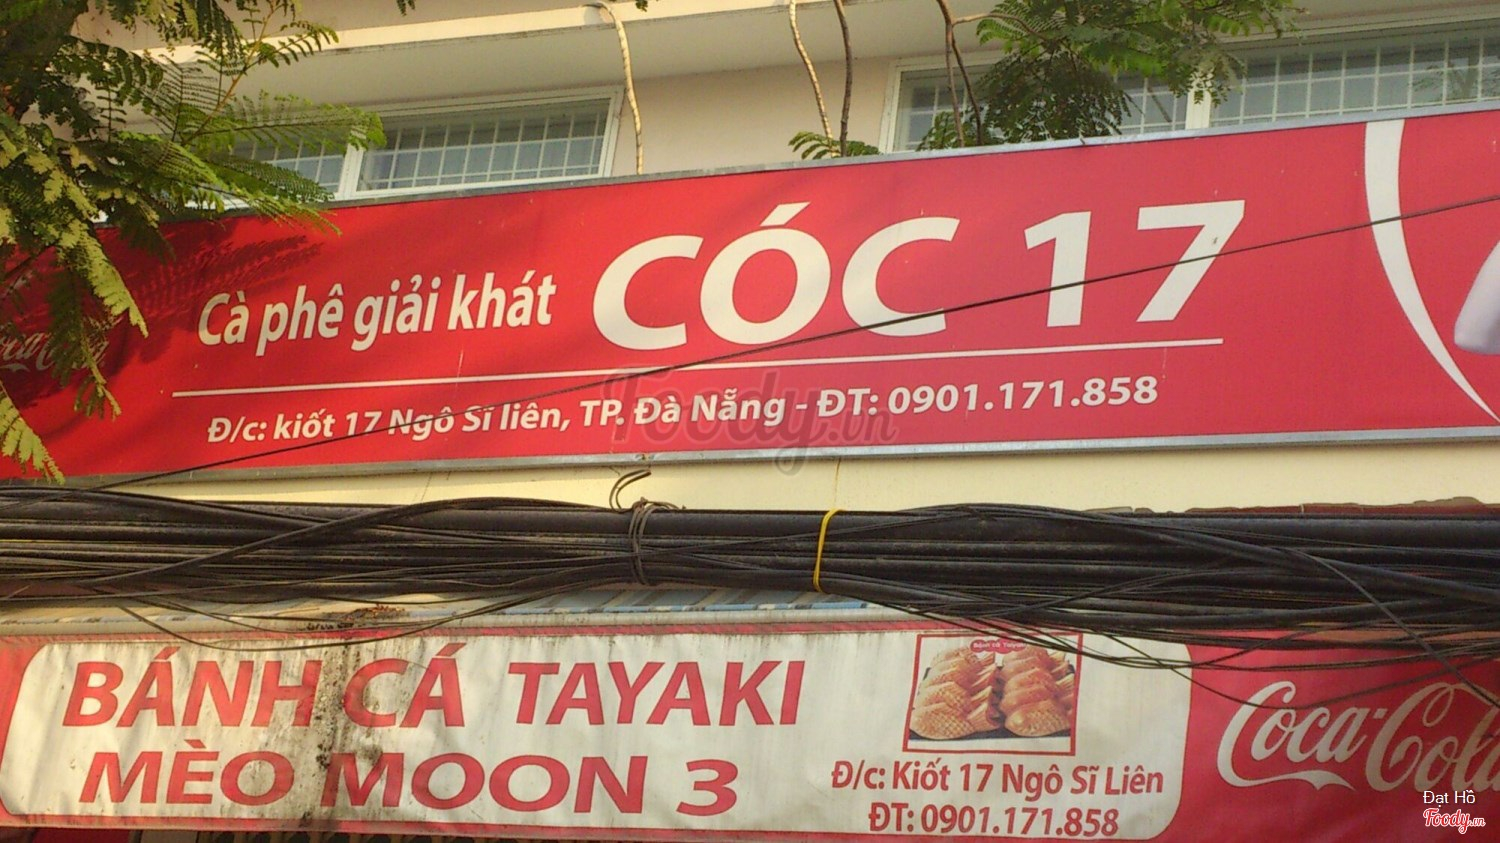 Cà phê giải khát CÓC 17
Đ/c: kiốt 17 Ngô Sĩ liên, TP. Đà Nẵng - ĐT: 0901.171.858
Foody.vn
BÁNH CÁ TAYAKI
MÈO MOON 3
Đ/c: Kiốt 17 Ngô Sĩ Liên
ĐT: 0901.171.858
Coca-Cola
Đạt Hồ
Foody.vn